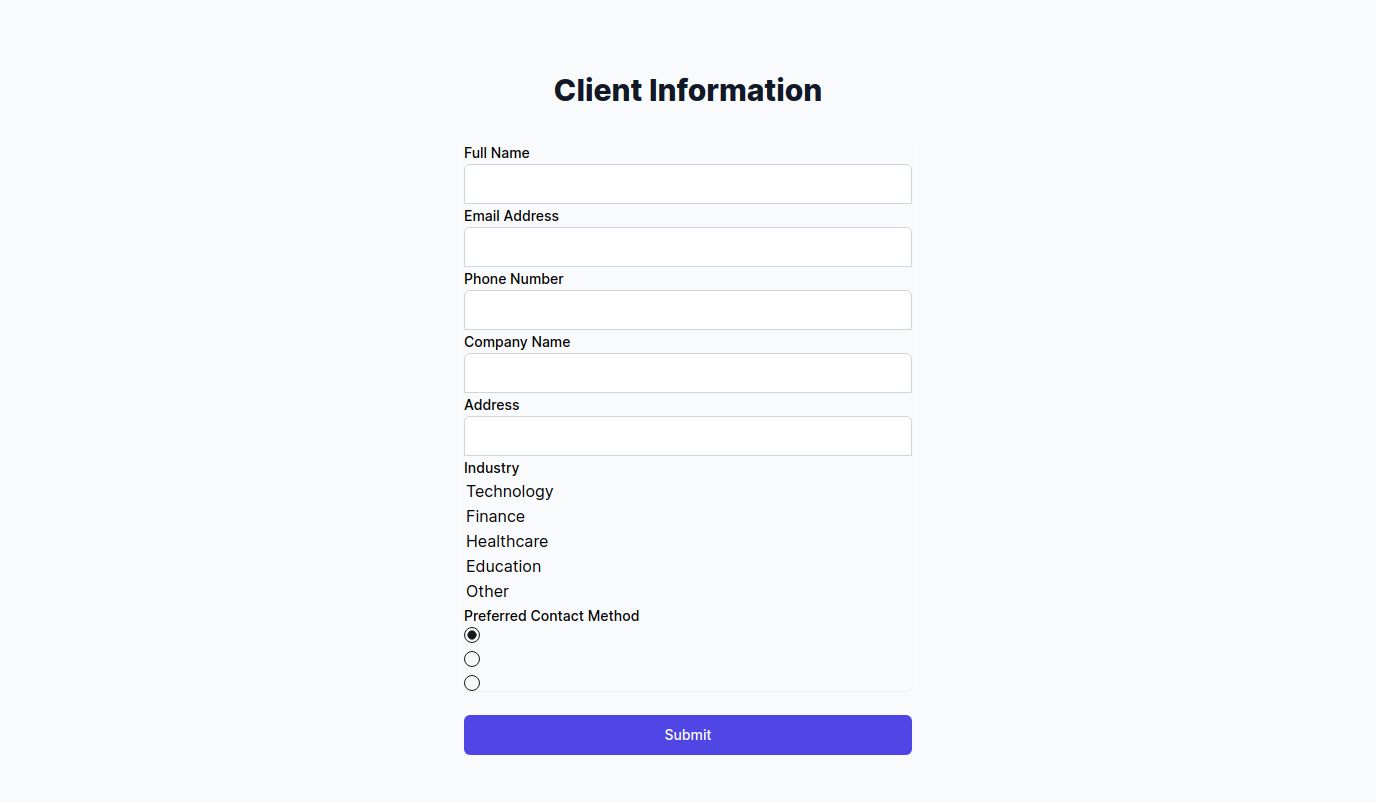 Client Information
Full Name
Email Address
Phone Number
Company Name
Address
Industry
Technology
Finance
Healthcare
Education
Other
Preferred Contact Method
Submit